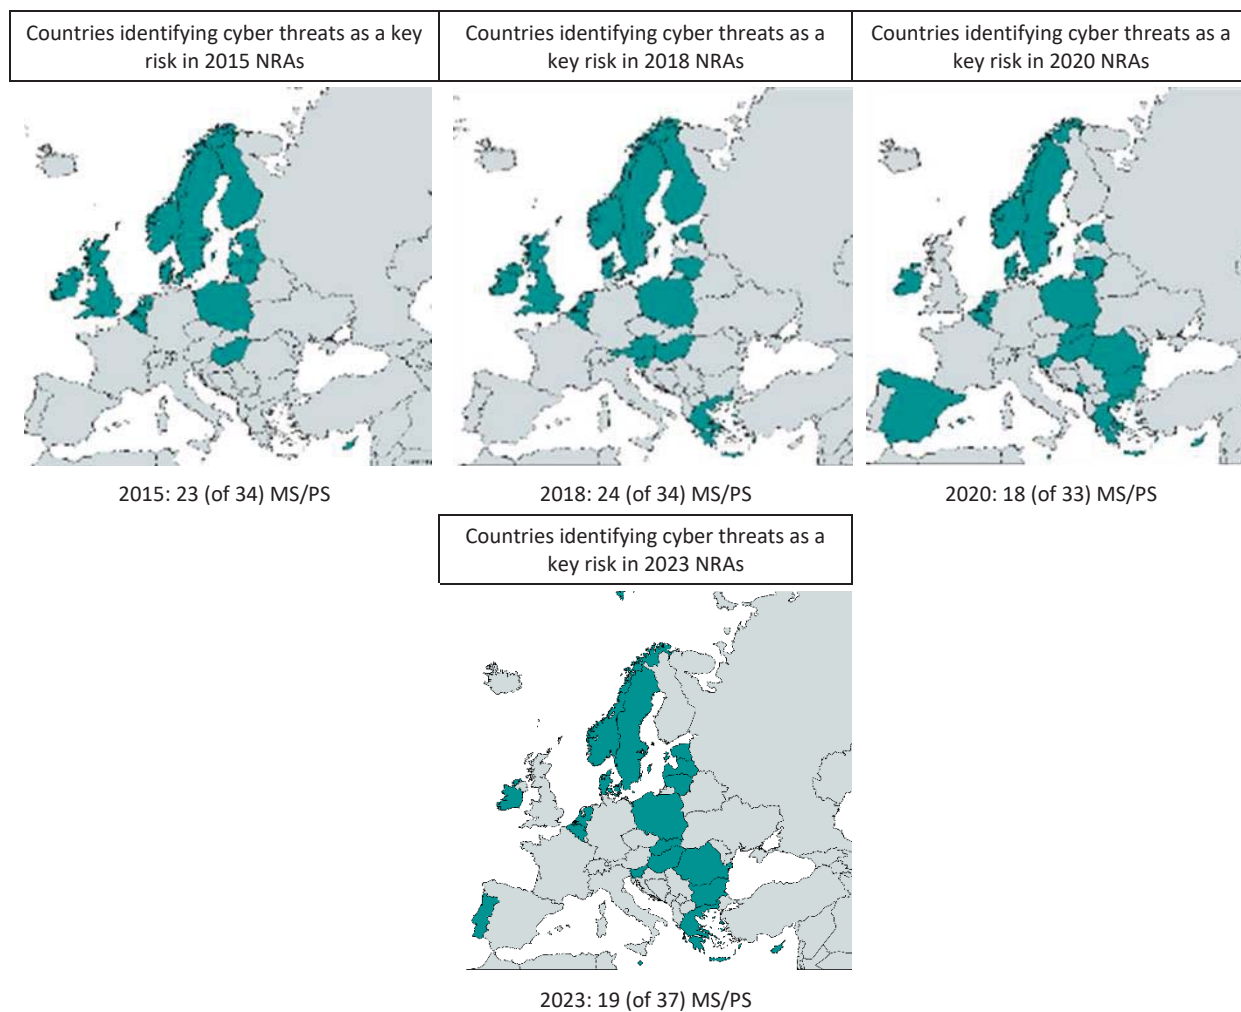 Countries identifying cyber threats as a key
risk in 2015 NRAs
Countries identifying cyber threats as a
key risk in 2018 NRAs
Countries identifying cyber threats as a
key risk in 2020 NRAs
2015: 23 (of 34) MS/PS
2018: 24 (of 34) MS/PS
2020: 18 (of 33) MS/PS
Countries identifying cyber threats as a
key risk in 2023 NRAs
2023: 19 (of 37) MS/PS